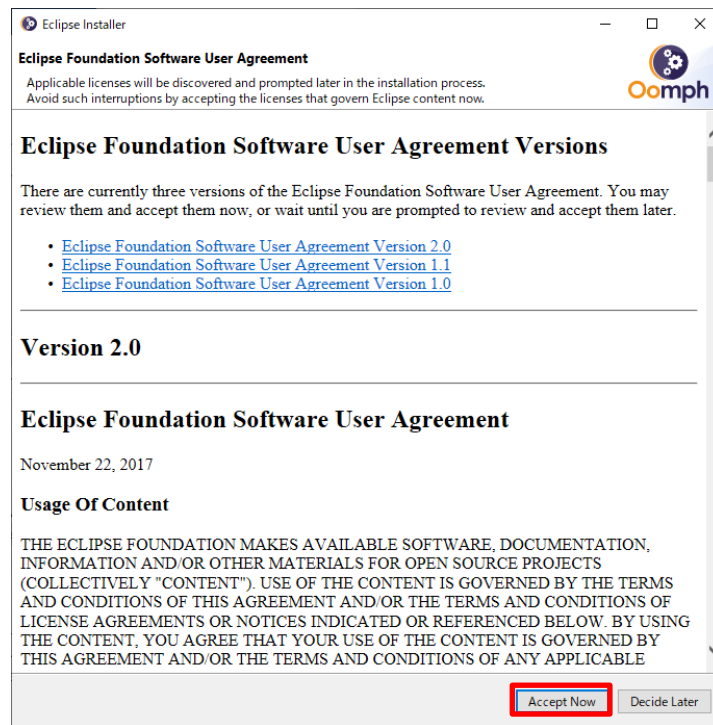 Eclipse Installer
Eclipse Foundation Software User Agreement
Applicable licenses will be discovered and prompted later in the installation process.
Avoid such interruptions by accepting the licenses that govern Eclipse content now.
Oomph
Eclipse Foundation Software User Agreement Versions
There are currently three versions of the Eclipse Foundation Software User Agreement. You may
review them and accept them now, or wait until you are prompted to review and accept them later.
• Eclipse Foundation Software User Agreement Version 2.0
• Eclipse Foundation Software User Agreement Version 1.1
• Eclipse Foundation Software User Agreement Version 1.0
Version 2.0
Eclipse Foundation Software User Agreement
November 22, 2017
Usage Of Content
THE ECLIPSE FOUNDATION MAKES AVAILABLE SOFTWARE, DOCUMENTATION,
INFORMATION AND/OR OTHER MATERIALS FOR OPEN SOURCE PROJECTS
(COLLECTIVELY "CONTENT"). USE OF THE CONTENT IS GOVERNED BY THE TERMS
AND CONDITIONS OF THIS AGREEMENT AND/OR THE TERMS AND CONDITIONS OF
LICENSE AGREEMENTS OR NOTICES INDICATED OR REFERENCED BELOW. BY USING
THE CONTENT, YOU AGREE THAT YOUR USE OF THE CONTENT IS GOVERNED BY
THIS AGREEMENT AND/OR THE TERMS AND CONDITIONS OF ANY APPLICABLE
Accept Now Decide Later